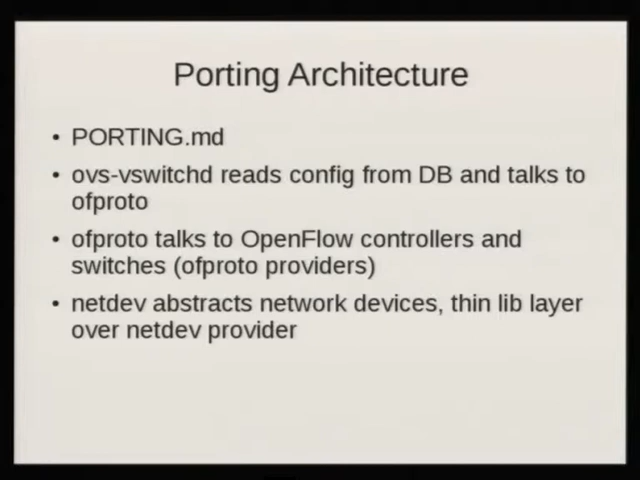 Porting Architecture
• PORTING.md
• ovs-vswitchd reads config from DB and talks to
ofproto
• ofproto talks to OpenFlow controllers and
switches (ofproto providers)
• netdev abstracts network devices, thin lib layer
over netdev provider